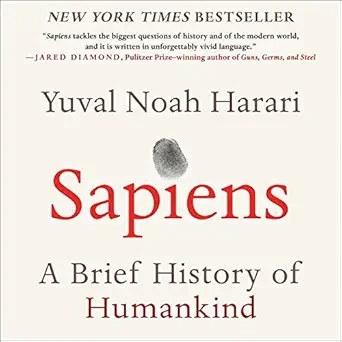 NEW YORK TIMES BESTSELLER
"Sapiens tackles the biggest questions of history and of the modern world,
and it is written in unforgettably vivid language."
—JARED DIAMOND, Pulitzer Prize–winning author of Guns, Germs, and Steel
Yuval Noah Harari
Sapiens
A Brief History of
Humankind